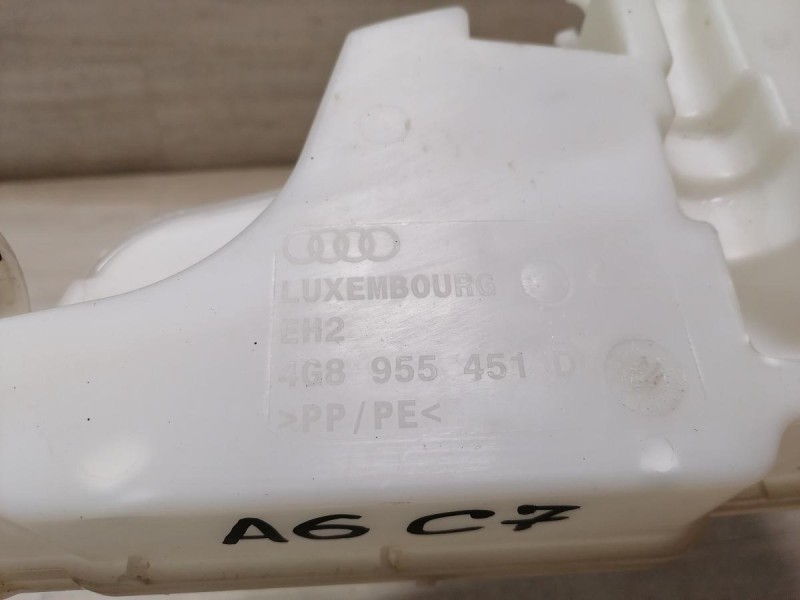 LUXEMBOURG
EH2
4G8 955 451 D
>PP/PE<
A6 C7